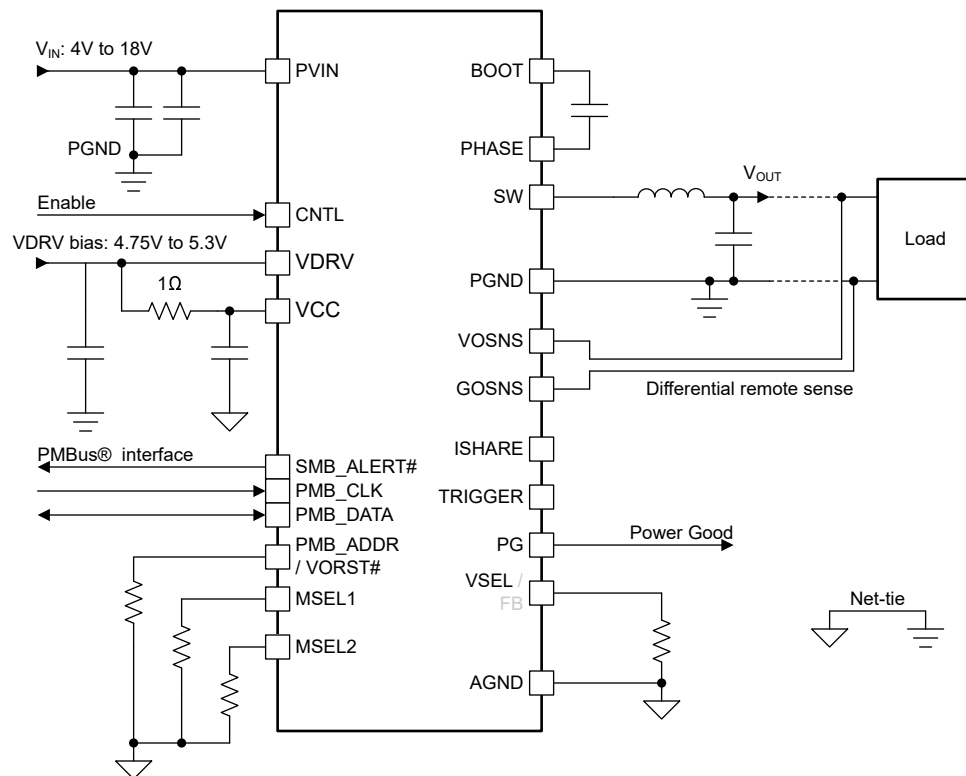 V_IN: 4V to 18V
PVIN
PGND
Enable
CNTL
VDRV bias: 4.75V to 5.3V
VDRV
1Ω
VCC
PMBus® interface
SMB_ALERT#
PMB_CLK
PMB_DATA
PMB_ADDR
/ VORST#
MSEL1
MSEL2
BOOT
PHASE
SW
V_OUT
Load
PGND
VOSNS
GOSNS
Differential remote sense
ISHARE
TRIGGER
PG
Power Good
VSEL /
FB
AGND
Net-tie